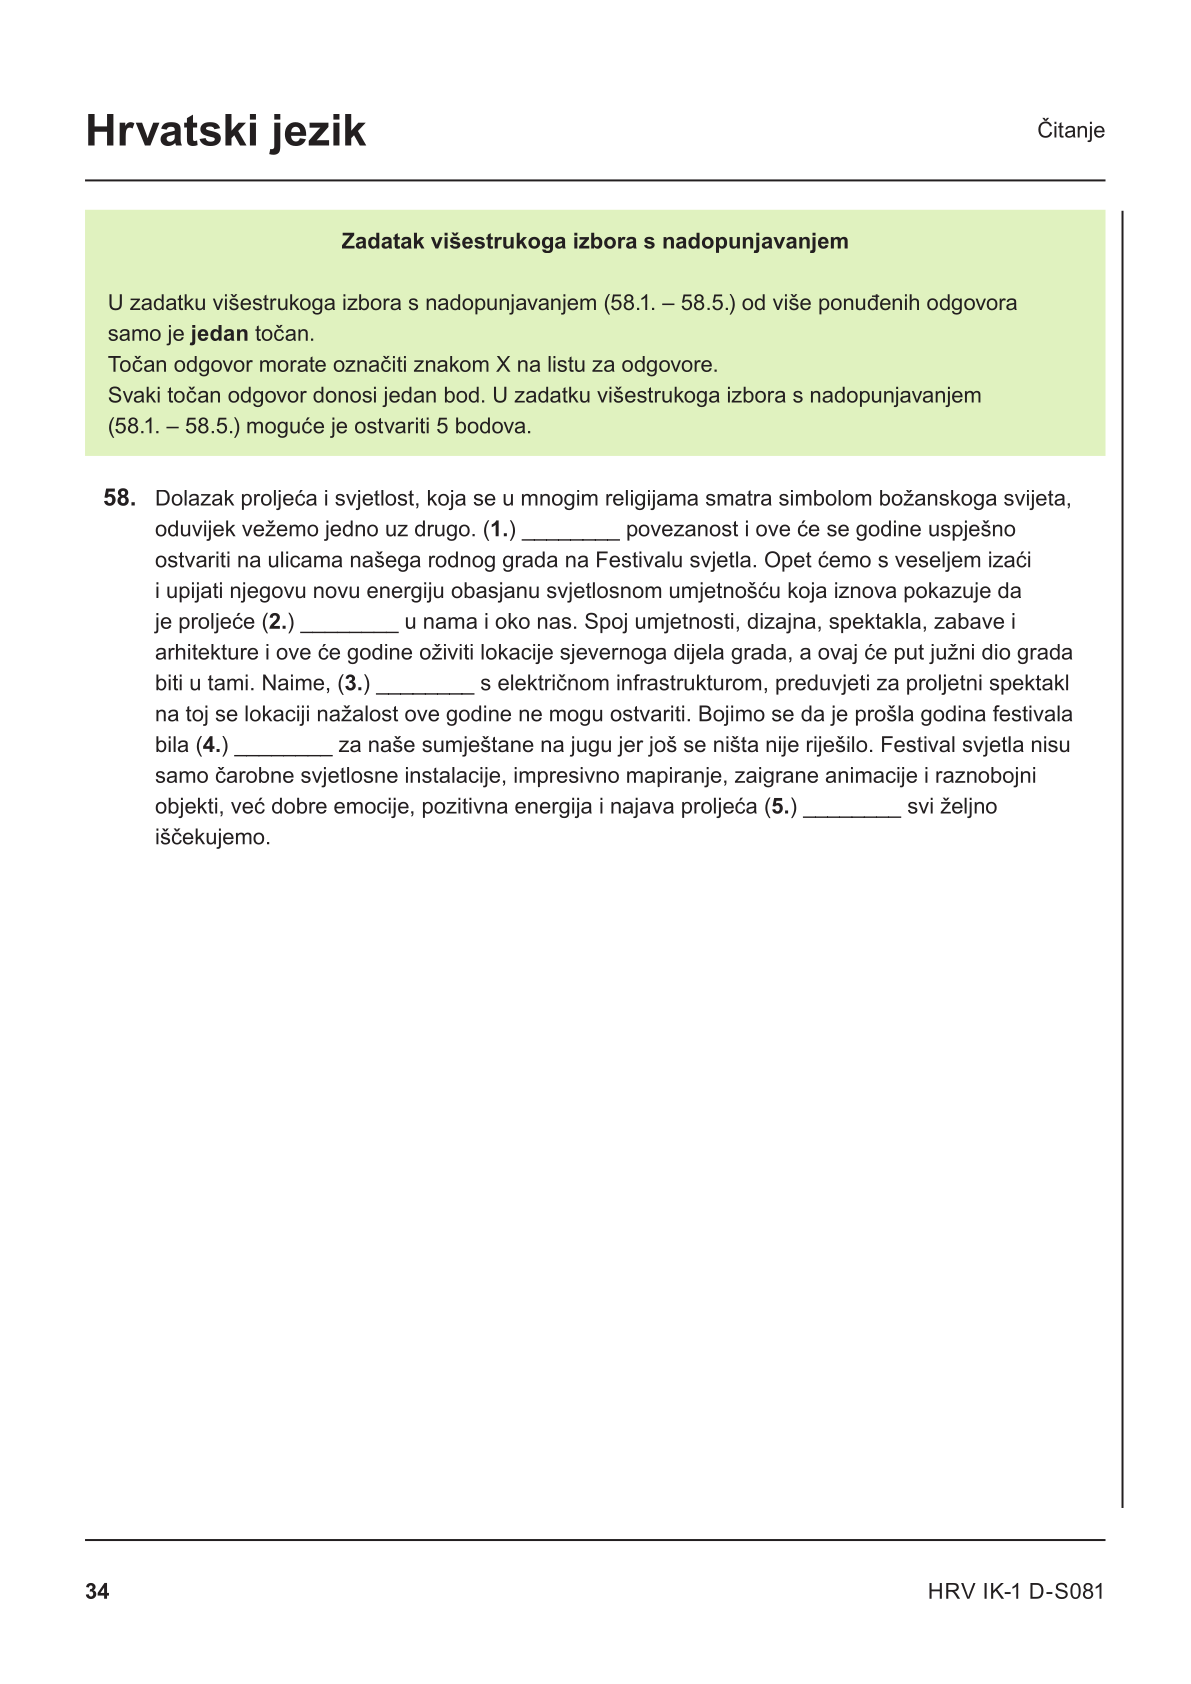 Hrvatski jezik
Čitanje
Zadatak višestrukoga izbora s nadopunjavanjem
U zadatku višestrukoga izbora s nadopunjavanjem (58.1. – 58.5.) od više ponuđenih odgovora
samo je jedan točan.
Točan odgovor morate označiti znakom X na listu za odgovore.
Svaki točan odgovor donosi jedan bod. U zadatku višestrukoga izbora s nadopunjavanjem
(58.1. – 58.5.) moguće je ostvariti 5 bodova.
58. Dolazak proljeća i svjetlost, koja se u mnogim religijama smatra simbolom božanskoga svijeta,
oduvijek vežemo jedno uz drugo. (1.) ________ povezanost i ove će se godine uspješno
ostvariti na ulicama našega rodnog grada na Festivalu svjetla. Opet ćemo s veseljem izaći
i upijati njegovu novu energiju obasjanu svjetlosnom umjetnošću koja iznova pokazuje da
je proljeće (2.) ________ u nama i oko nas. Spoj umjetnosti, dizajna, spektakla, zabave i
arhitekture i ove će godine oživiti lokacije sjevernoga dijela grada, a ovaj će put južni dio grada
biti u tami. Naime, (3.) ________ s električnom infrastrukturom, preduvjeti za proljetni spektakl
na toj se lokaciji nažalost ove godine ne mogu ostvariti. Bojimo se da je prošla godina festivala
bila (4.) ________ za naše sumještane na jugu jer još se ništa nije riješilo. Festival svjetla nisu
samo čarobne svjetlosne instalacije, impresivno mapiranje, zaigrane animacije i raznobojni
objekti, već dobre emocije, pozitivna energija i najava proljeća (5.) ________ svi željno
iščekujemo.
34
HRV IK-1 D-S081